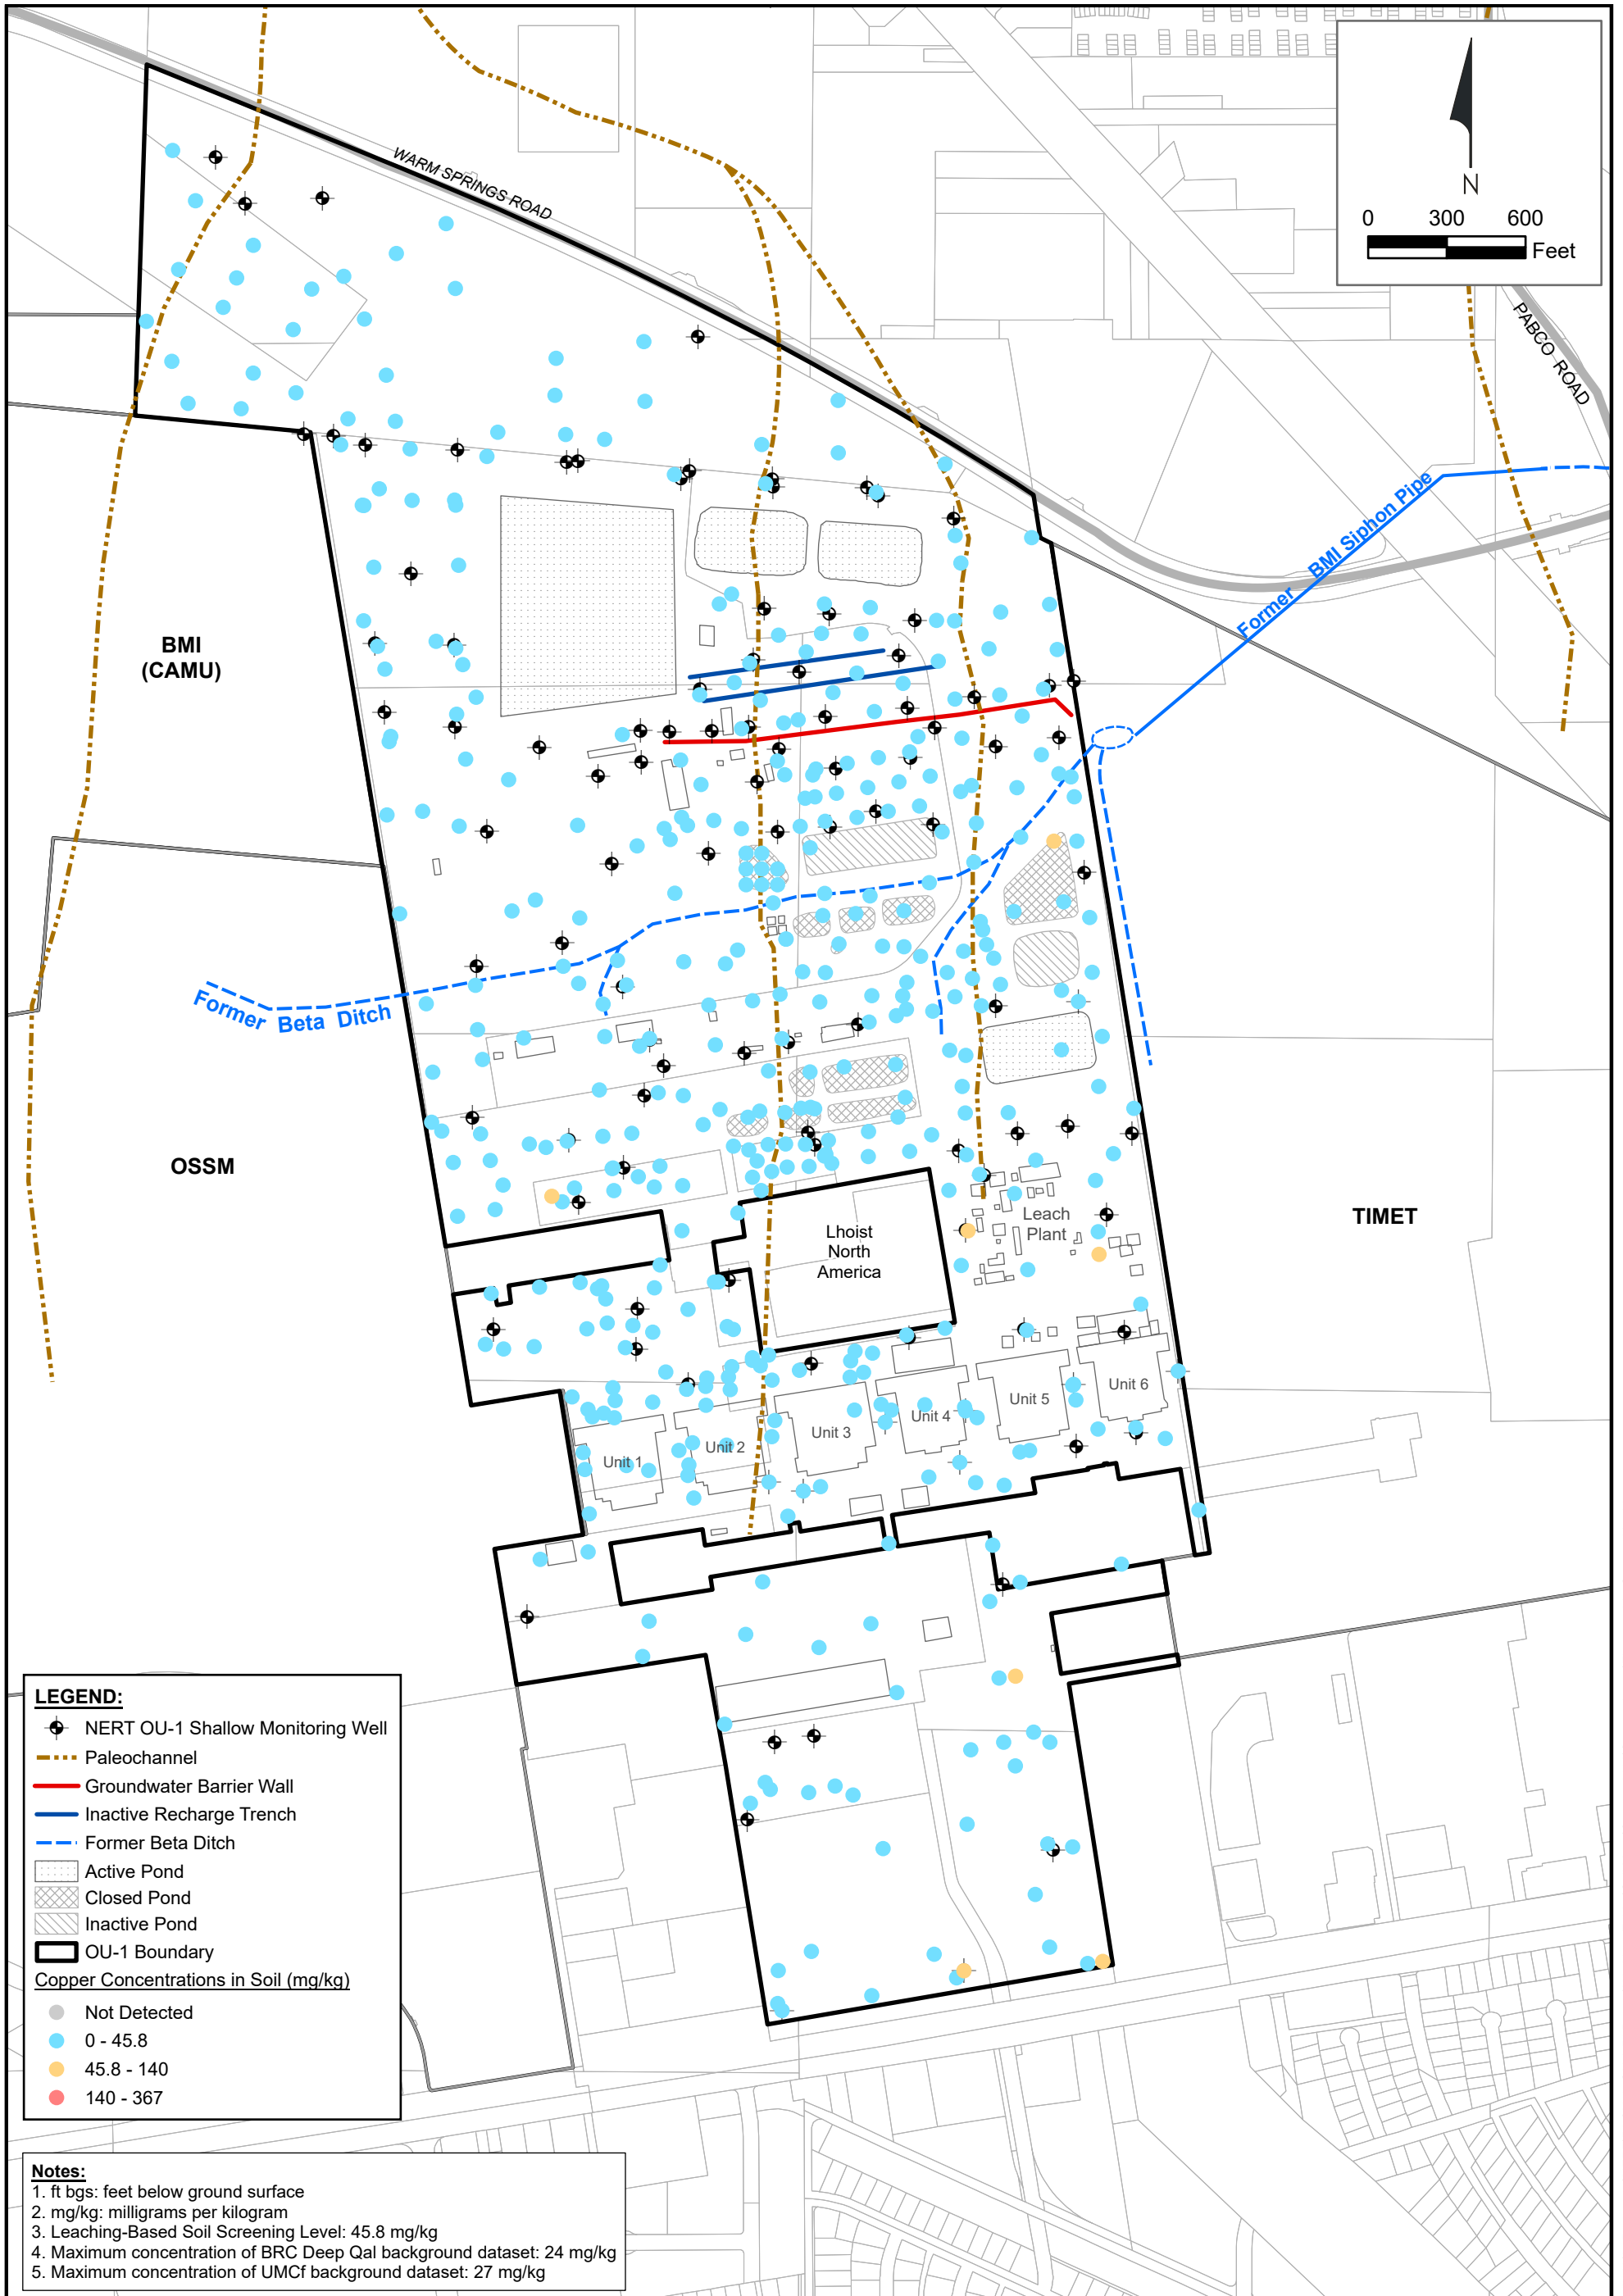 N
0 300 600
Feet
WARM SPRINGS ROAD
PABCO ROAD
Former BMI Siphon Pipe
BMI
(CAMU)
Former Beta Ditch
OSSM
TIMET
Lhoist
North
America
Leach
Plant
Unit 1
Unit 2
Unit 3
Unit 4
Unit 5
Unit 6
LEGEND:
NERT OU-1 Shallow Monitoring Well
Paleochannel
Groundwater Barrier Wall
Inactive Recharge Trench
Former Beta Ditch
Active Pond
Closed Pond
Inactive Pond
OU-1 Boundary
Copper Concentrations in Soil (mg/kg)
Not Detected
0 - 45.8
45.8 - 140
140 - 367
Notes:
1. ft bgs: feet below ground surface
2. mg/kg: milligrams per kilogram
3. Leaching-Based Soil Screening Level: 45.8 mg/kg
4. Maximum concentration of BRC Deep Qal background dataset: 24 mg/kg
5. Maximum concentration of UMCf background dataset: 27 mg/kg